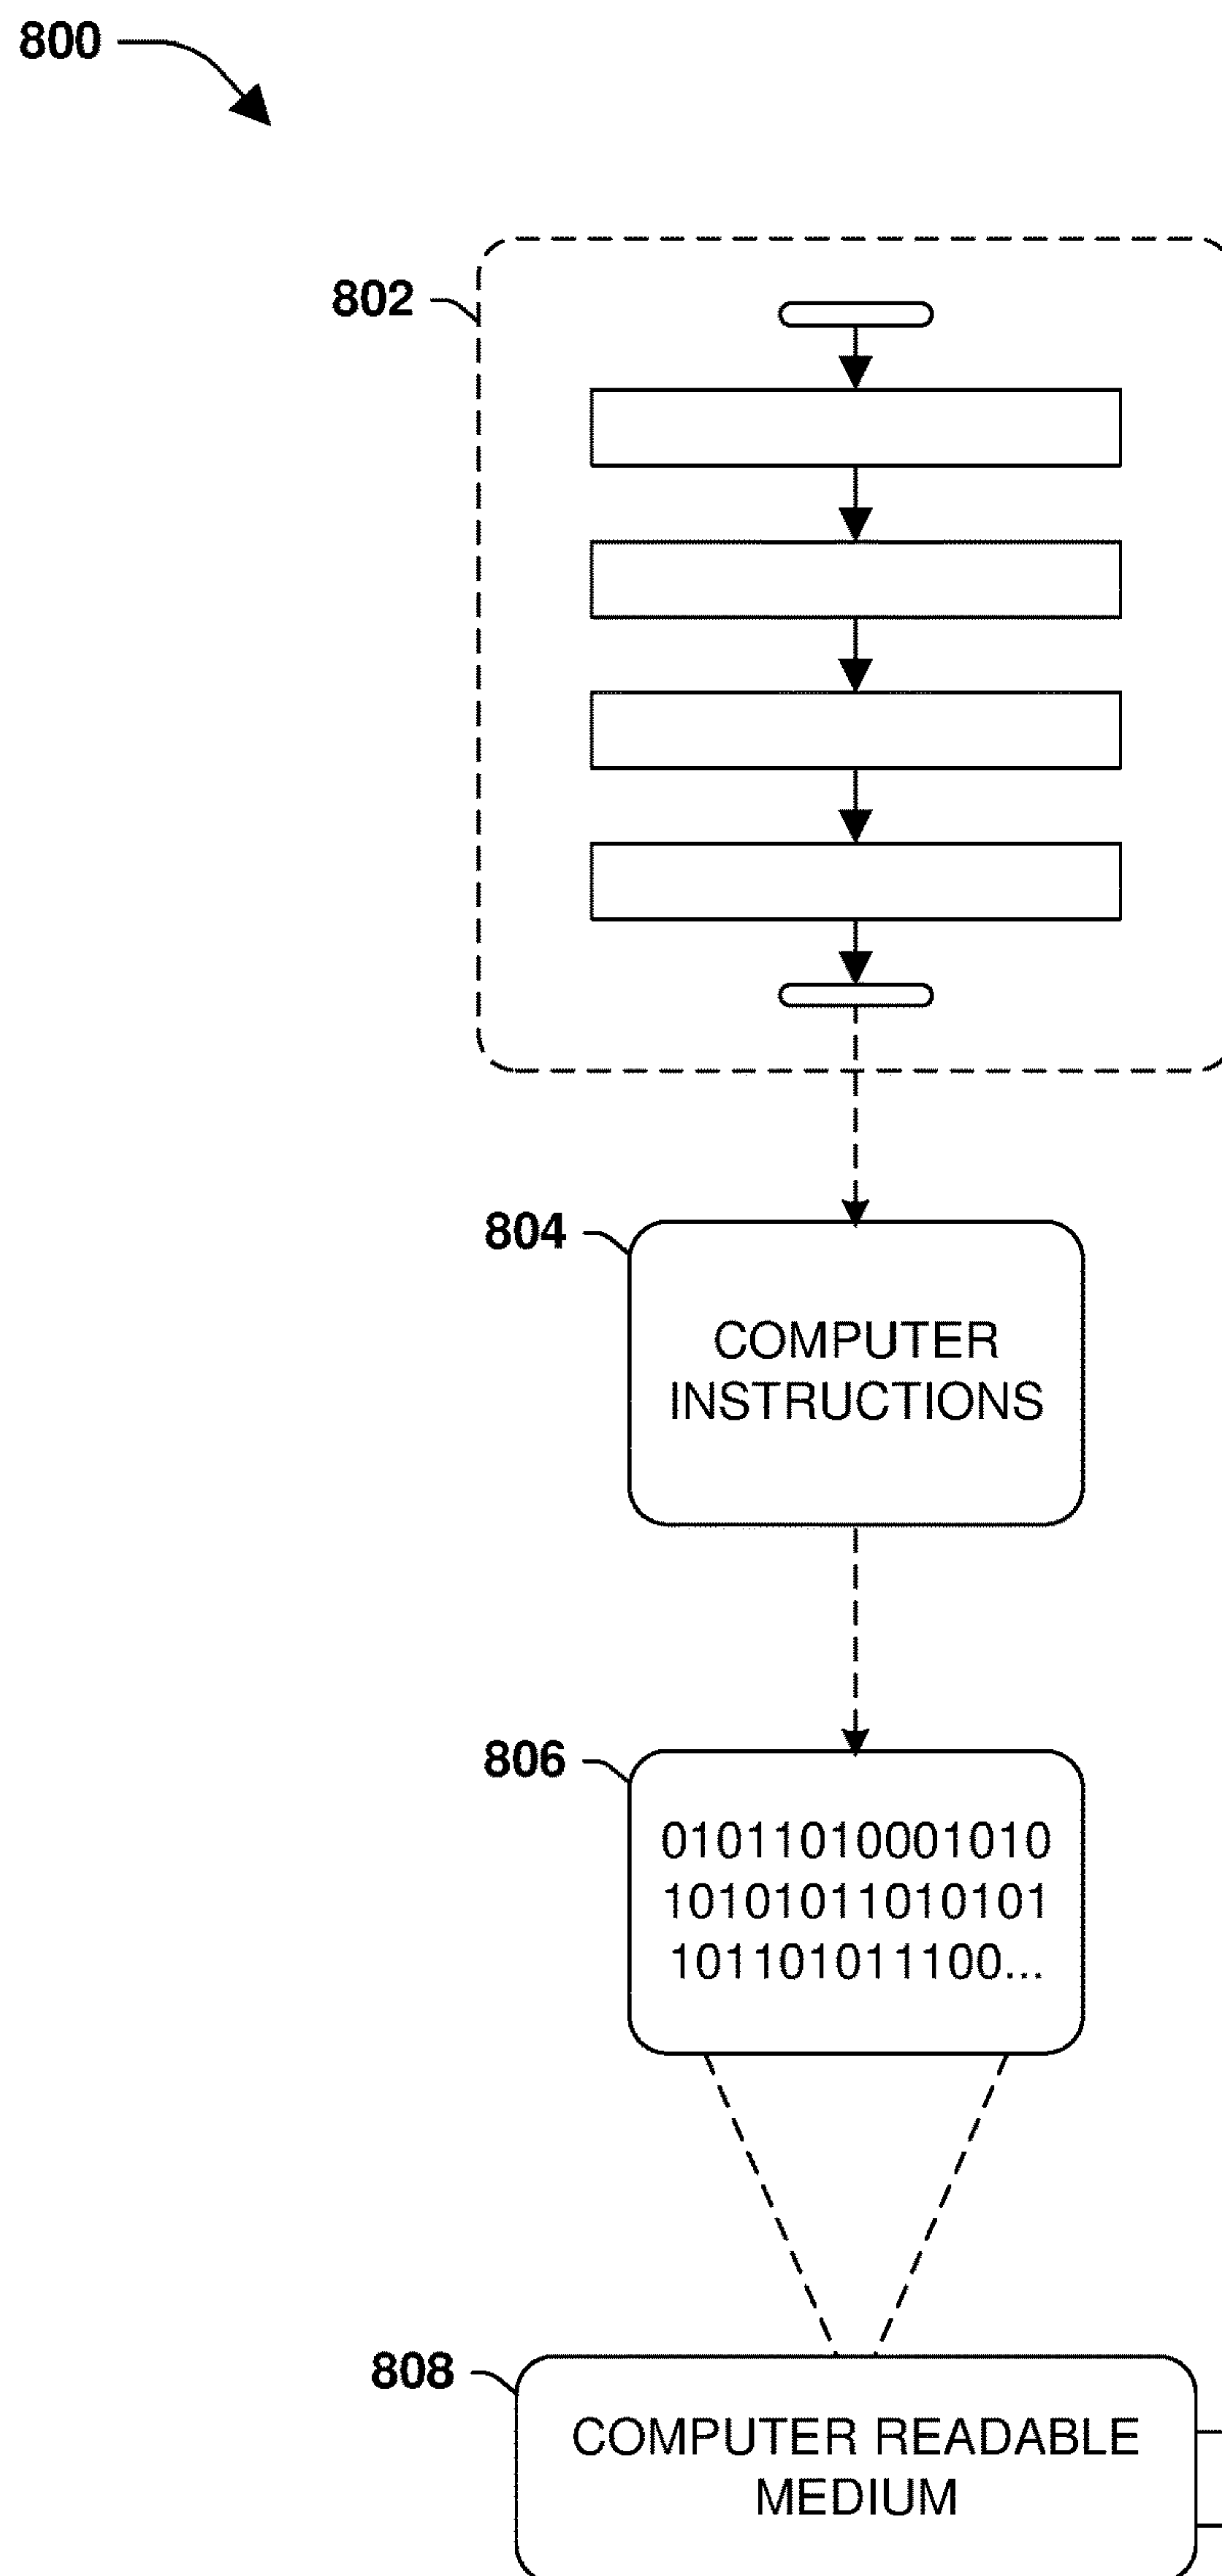 800
802
804
COMPUTER
INSTRUCTIONS
806
01011010001010
10101011010101
101101011100...
808
COMPUTER READABLE
MEDIUM